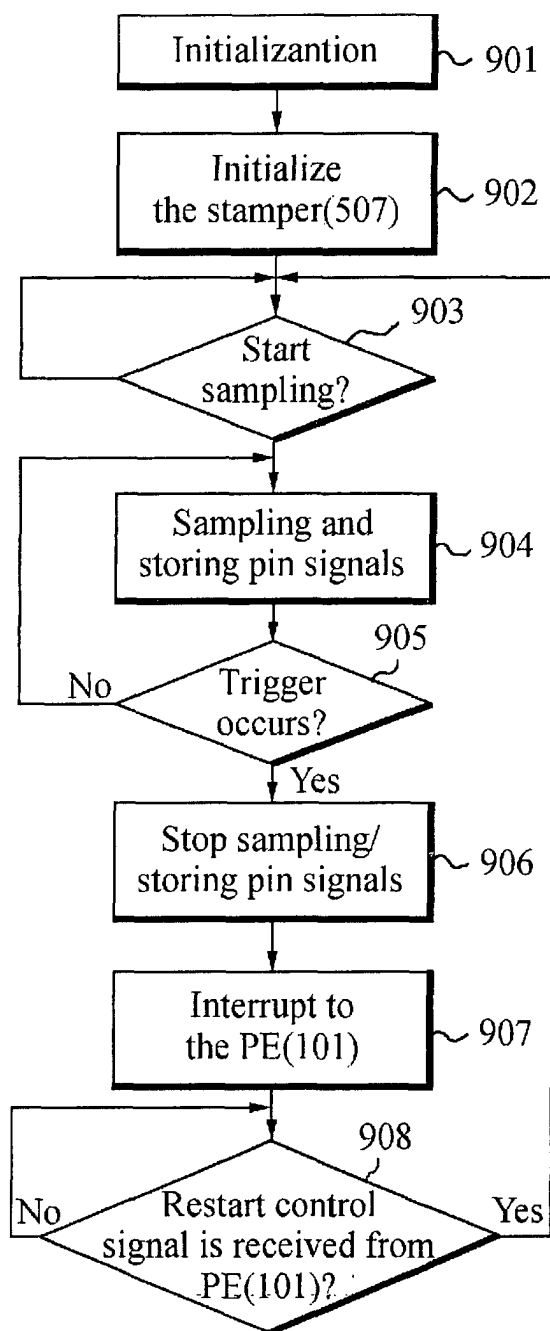 Initializantion
901
Initialize
the stamper(507)
902
903
Start
sampling?
Sampling and
storing pin signals
904
905
No
Trigger
occurs?
Yes
Stop sampling/
storing pin signals
906
Interrupt to
the PE(101)
907
908
No
Restart control
signal is received from
PE(101)?
Yes